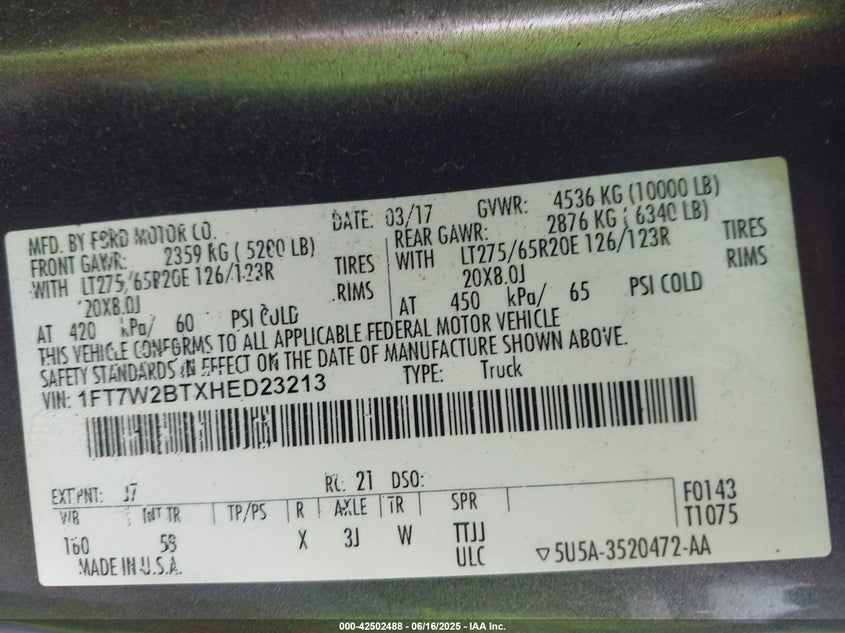 MFD. BY FORD MOTOR CO. DATE: 03/17 GVWR: 4536 KG (10000 LB)
FRONT GAWR: 2359 KG ( 5200 LB) REAR GAWR: 2876 KG ( 6340 LB)
WITH LT275/65R20E 126/123R TIRES WITH LT275/65R20E 126/123R TIRES
20X8.0J RIMS 20X8.0J RIMS
AT 420 kPa/ 60 PSI COLD AT 450 kPa/ 65 PSI COLD
THIS VEHICLE CONFORMS TO ALL APPLICABLE FEDERAL MOTOR VEHICLE
SAFETY STANDARDS IN EFFECT ON THE DATE OF MANUFACTURE SHOWN ABOVE.
VIN: 1FT7W2BTXHED23213 TYPE: Truck
EXT PNT: RC: 21 DSO:
WB INT TR TP/PS R AXLE TR SPR F0143
T1075
160 X 3J W TTJJ
ULC
MADE IN U.S.A. 5U5A-3520472-AA
000-42502488 - 06/16/2025 - IAA Inc.